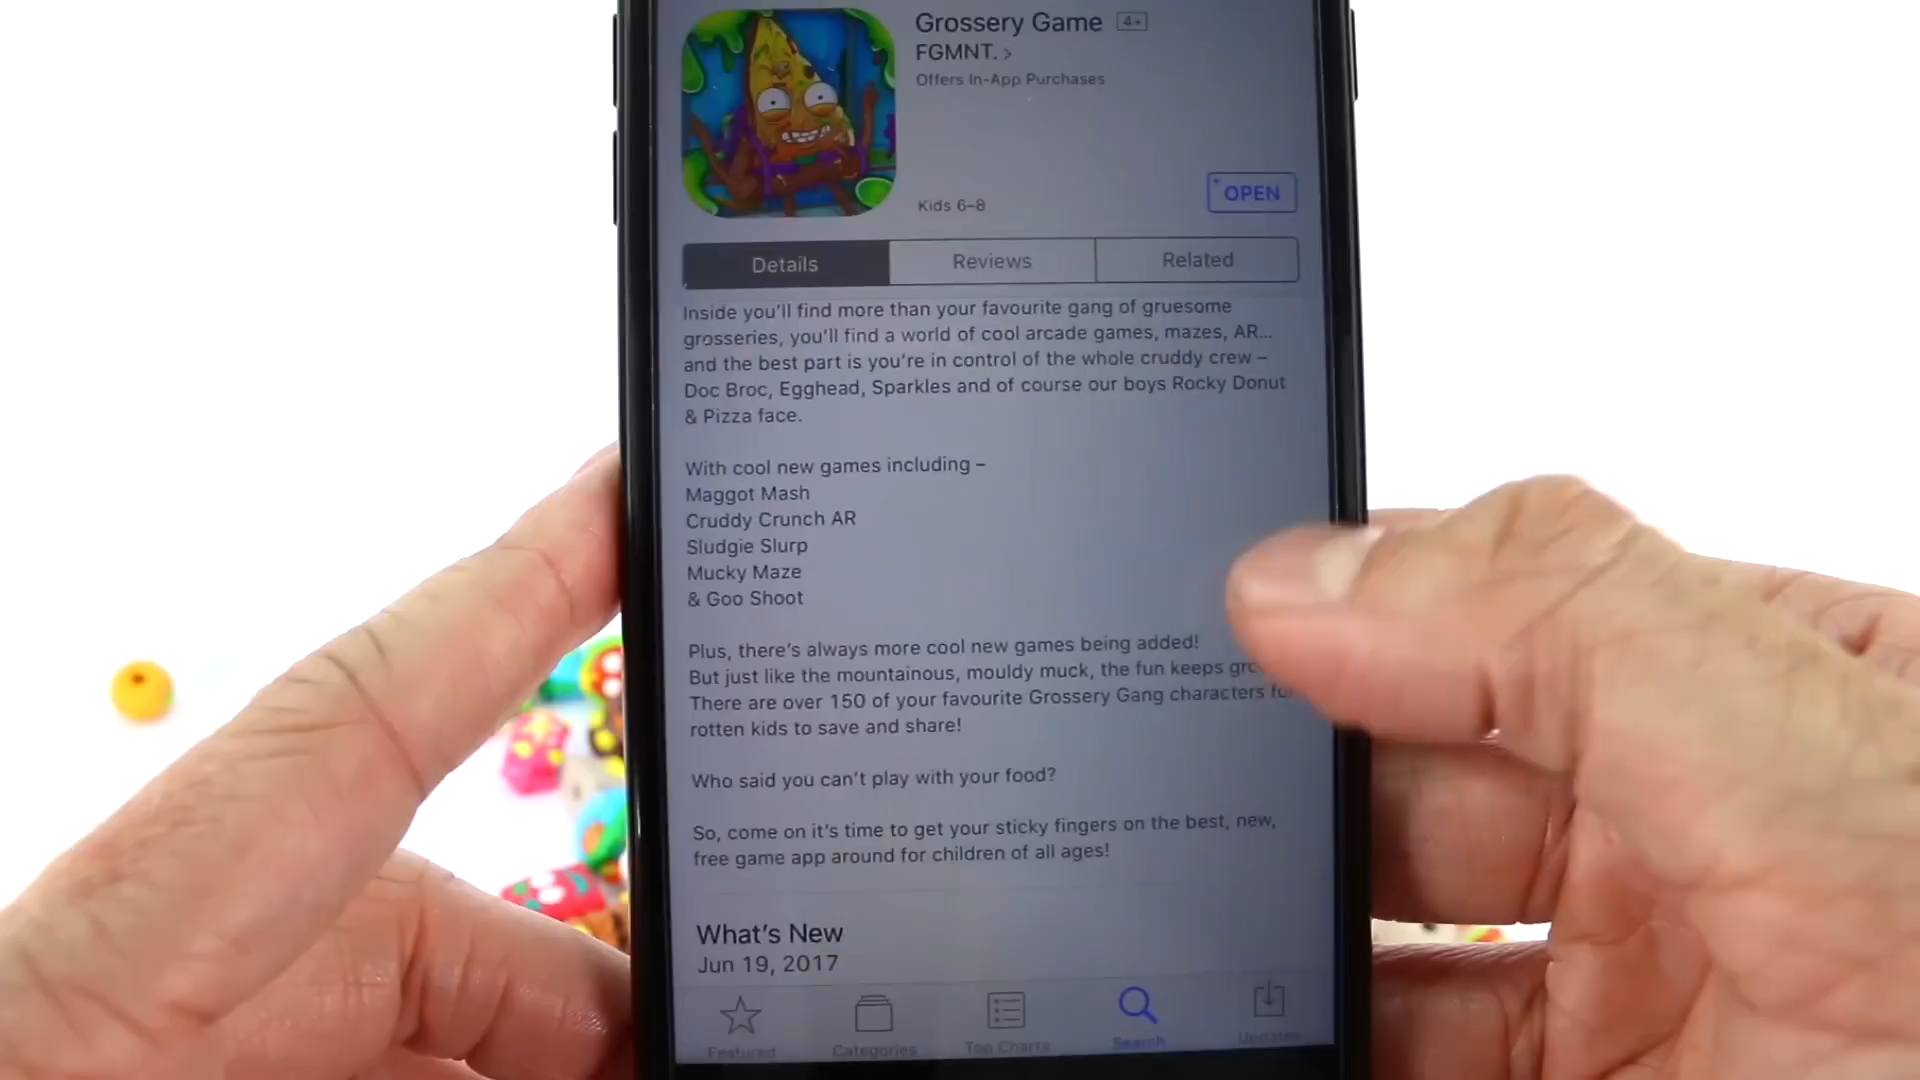 Grossery Game 4+
FGMNT. >
Offers In-App Purchases
Kids 6–8
OPEN
Details
Reviews
Related
Inside you'll find more than your favourite gang of gruesome
grosseries, you'll find a world of cool arcade games, mazes, AR...
and the best part is you're in control of the whole cruddy crew –
Doc Broc, Egghead, Sparkles and of course our boys Rocky Donut
& Pizza face.
With cool new games including –
Maggot Mash
Cruddy Crunch AR
Sludgie Slurp
Mucky Maze
& Goo Shoot
Plus, there's always more cool new games being added!
But just like the mountainous, mouldy muck, the fun keeps
There are over 150 of your favourite Grossery Gang characters for
rotten kids to save and share!
Who said you can't play with your food?
So, come on it's time to get your sticky fingers on the best, new,
free game app around for children of all ages!
What's New
Jun 19, 2017
Featured
Categories
Top Charts
Search
Updates